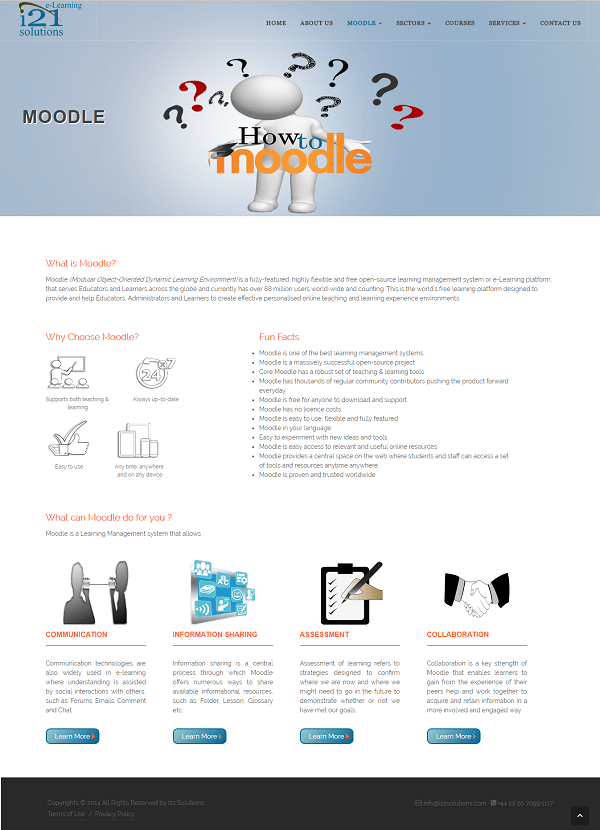 e-Learning
i21
solutions
HOME ABOUT US MOODLE SECTORS COURSES SERVICES CONTACT US
MOODLE
How to
moodle
What is Moodle?
Moodle (Modular Object-Oriented Dynamic Learning Environment) is a fully-featured, highly flexible and free open-source learning management system or e-Learning platform,
that serves Educators and Learners across the globe and currently has over 68 million users world-wide and counting. This is the world's free learning platform designed to
provide and help Educators, Administrators and Learners to create effective personalised online teaching and learning experience environments.
Why Choose Moodle?
Supports both teaching &
learning
24x7
Always up-to-date
Easy to use
Any time, anywhere
and on any device
Fun Facts
Moodle is one of the best learning management systems
Moodle is a massively successful open-source project
Core Moodle has a robust set of teaching & learning tools
Moodle has thousands of regular community contributors pushing the product forward
everyday
Moodle is free for anyone to download and support
Moodle has no licence costs
Moodle is easy to use, flexible and fully featured
Moodle in your language
Easy to experiment with new ideas and tools
Moodle is easy access to relevant and useful online resources
Moodle provides a central space on the web where students and staff can access a set
of tools and resources anytime anywhere.
Moodle is proven and trusted worldwide
What can Moodle do for you ?
Moodle is a Learning Management system that allows :
COMMUNICATION
Communication technologies are
also widely used in e-learning
where understanding is assisted
by social interactions with others,
such as: Forums, Emails, Comment
and Chat
Learn More
INFORMATION SHARING
Information sharing is a central
process through which Moodle
offers numerous ways to share
available informational resources,
such as: Folder, Lesson, Glossary
etc
Learn More
ASSESSMENT
Assessment of learning refers to
strategies designed to confirm
where we are now and where we
might need to go in the future to
demonstrate whether or not we
have met our goals.
Learn More
COLLABORATION
Collaboration is a key strength of
Moodle that enables learners to
gain from the experience of their
peers help and work together to
acquire and retain information in
a more involved and engaged way.
Learn More
Copyrights © 2014 All Rights Reserved by i21 Solutions.
Terms of Use / Privacy Policy
info@i21solutions.com · +44 (0) 20 7099 1117